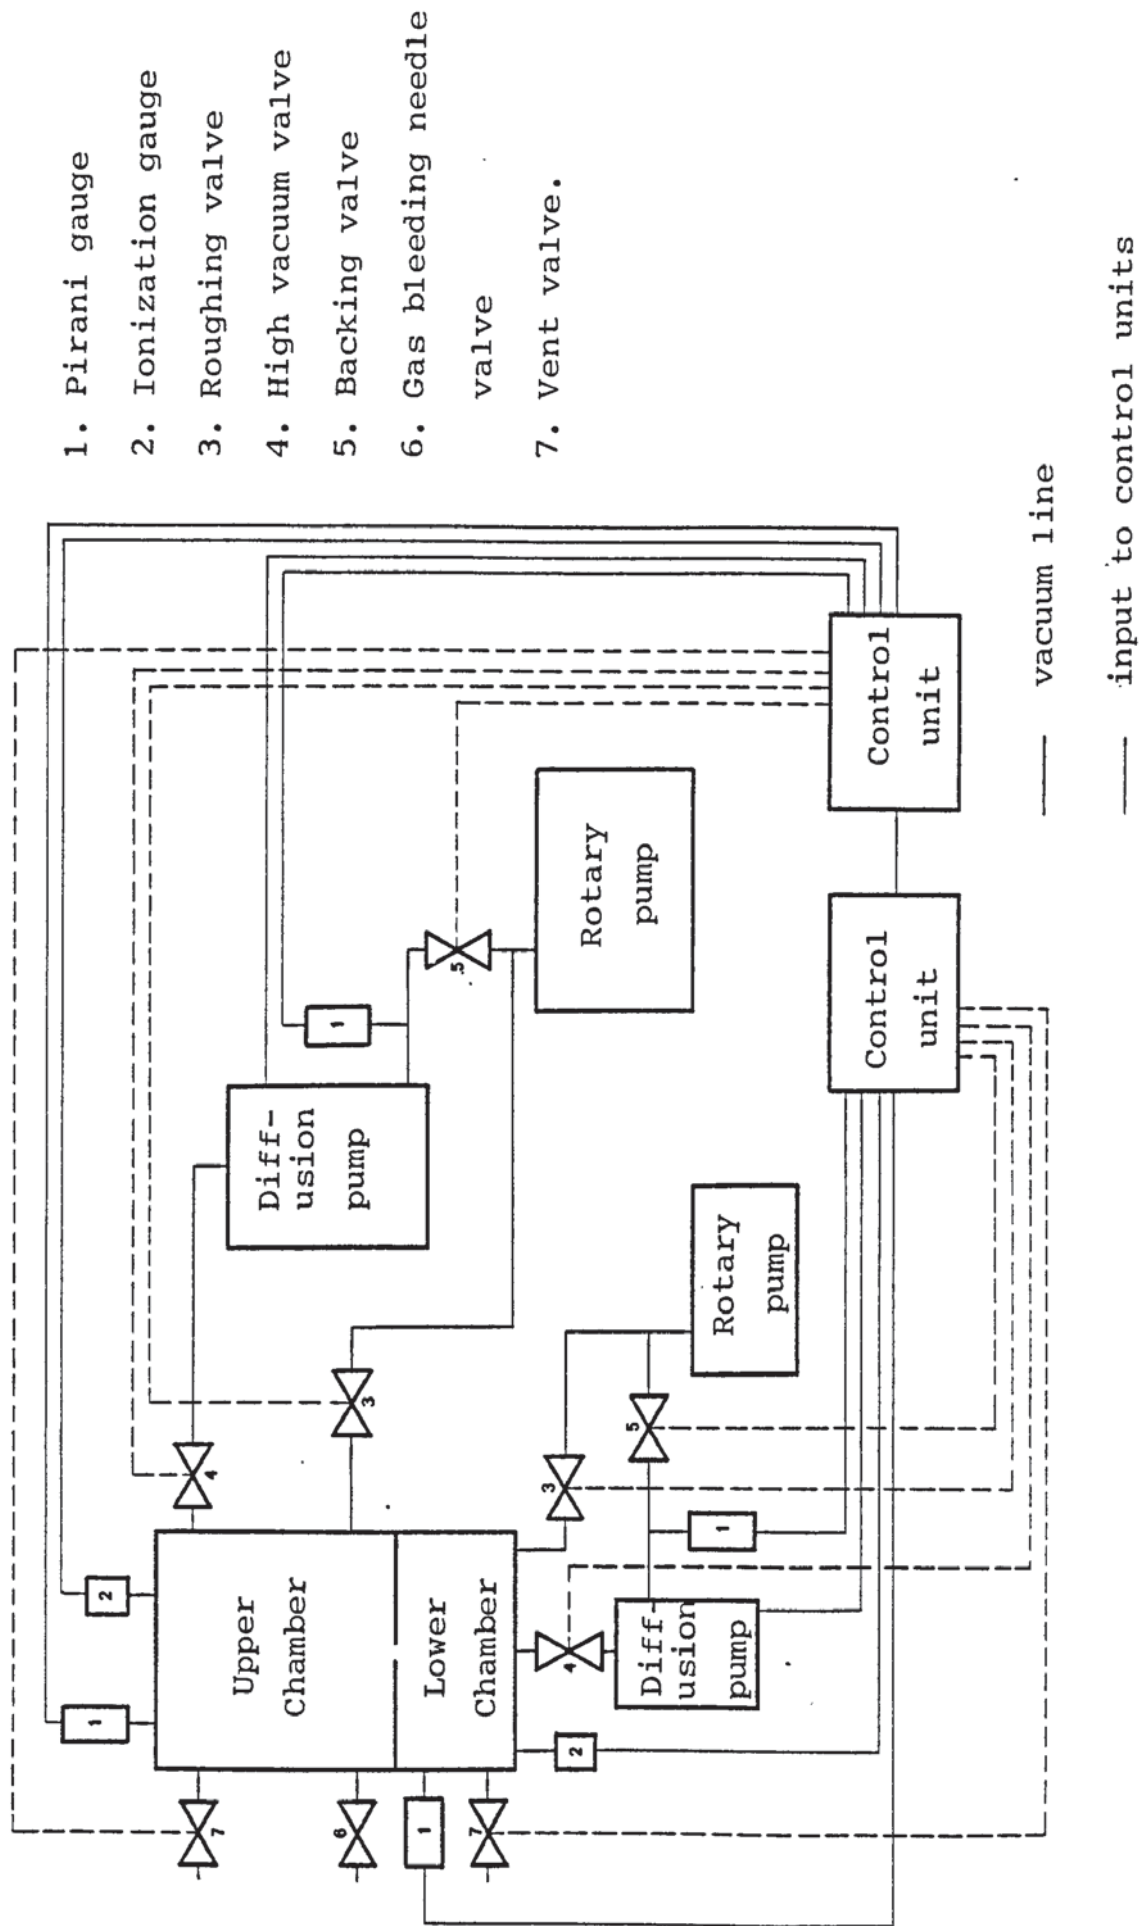 1. Pirani gauge
2. Ionization gauge
3. Roughing valve
4. High vacuum valve
5. Backing valve
6. Gas bleeding needle
valve
7. Vent valve.
7
6
1
7
1
2
Upper
Chamber
Lower
Chamber
2
4
3
4
3
5
1
Diff-
usion
pump
Diff-
usion
pump
1
5
Rotary
pump
Rotary
pump
Control
unit
Control
unit
vacuum line
input to control units